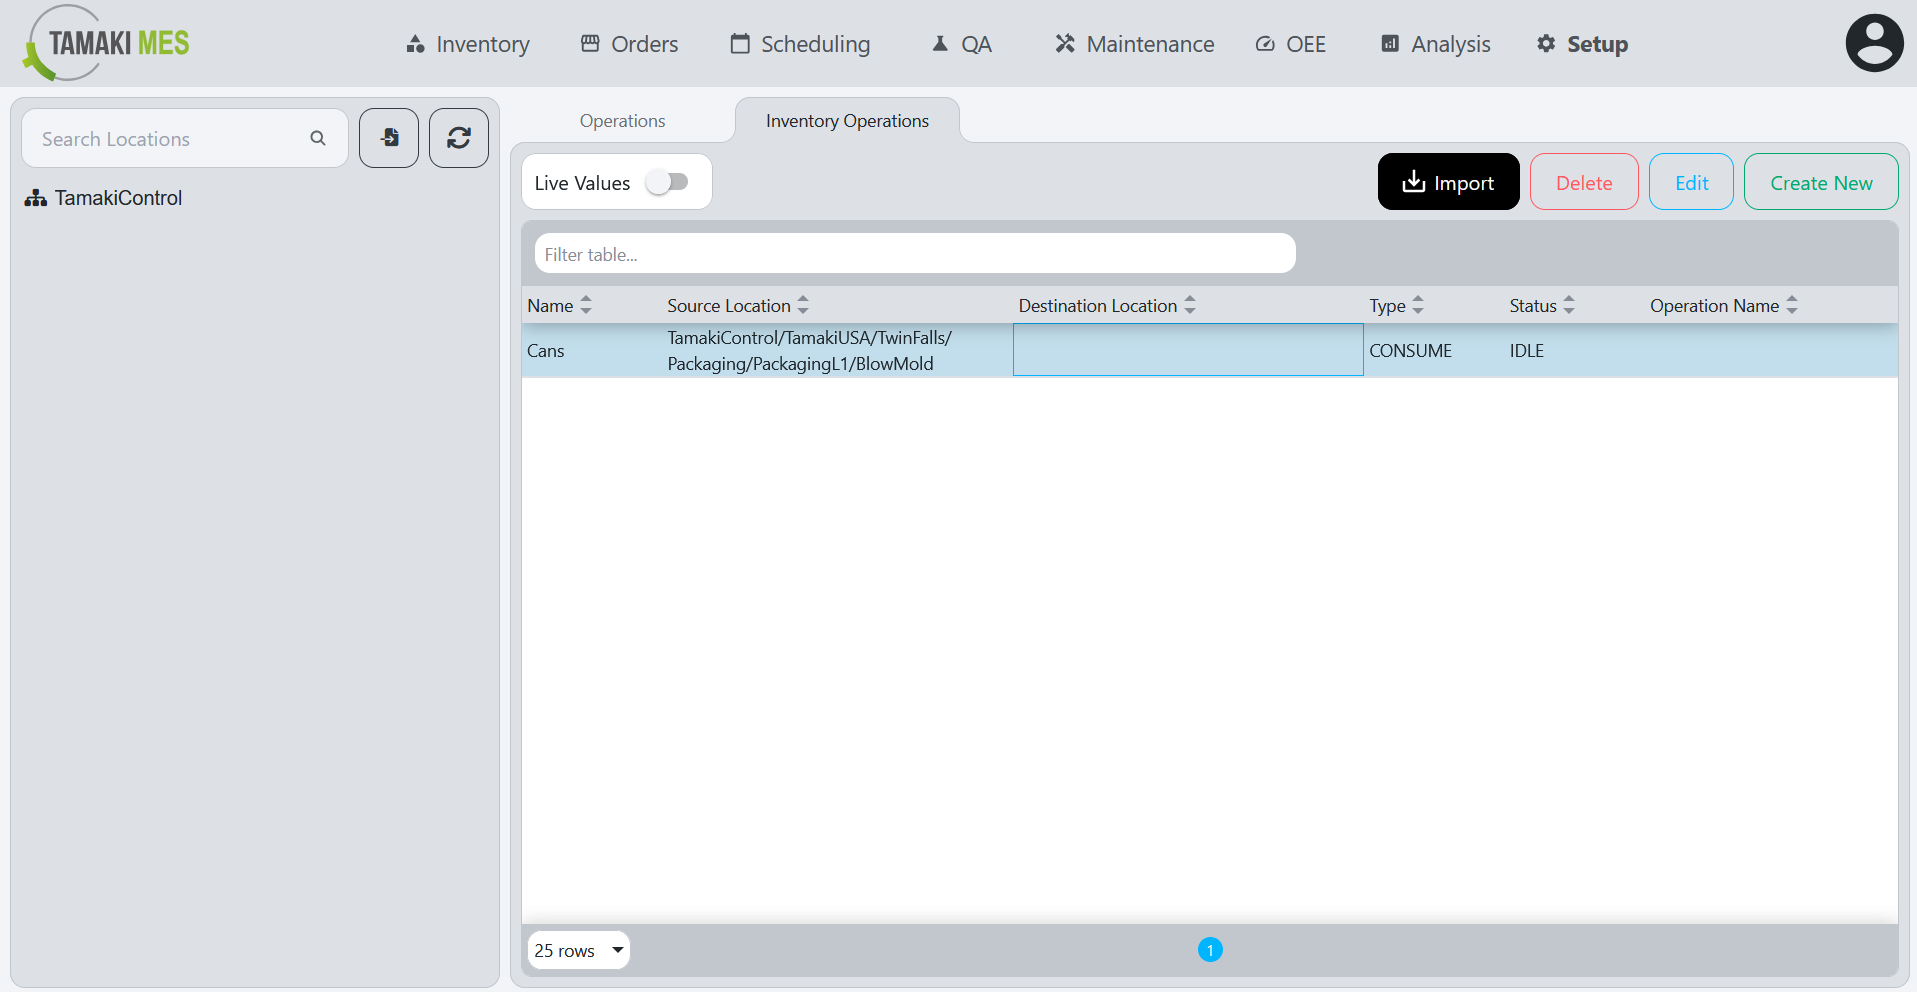 TAMAKI MES
Inventory
Orders
Scheduling
QA
Maintenance
OEE
Analysis
Setup
Search Locations
TamakiControl
Operations
Inventory Operations
Live Values
Import
Delete
Edit
Create New
Filter table...
Name
Source Location
Destination Location
Type
Status
Operation Name
Cans
TamakiControl/TamakiUSA/TwinFalls/
Packaging/PackagingL1/BlowMold
CONSUME
IDLE
25 rows
1